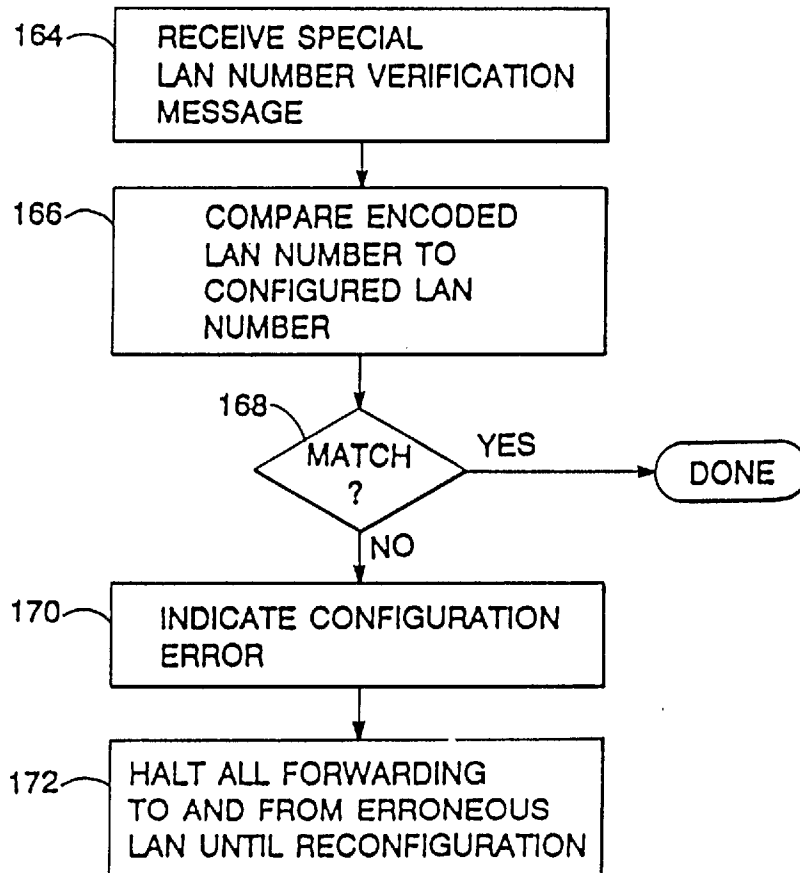 164
RECEIVE SPECIAL
LAN NUMBER VERIFICATION
MESSAGE
166
COMPARE ENCODED
LAN NUMBER TO
CONFIGURED LAN
NUMBER
168
MATCH
?
YES
DONE
NO
170
INDICATE CONFIGURATION
ERROR
172
HALT ALL FORWARDING
TO AND FROM ERRONEOUS
LAN UNTIL RECONFIGURATION